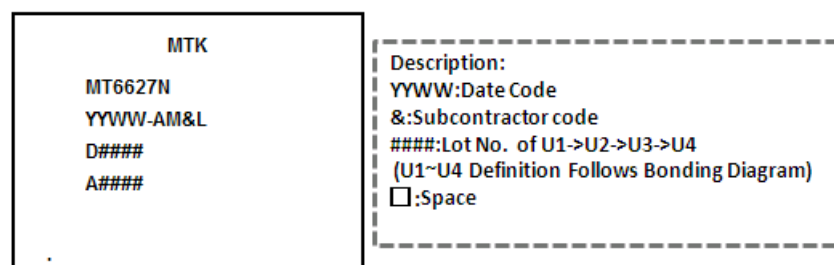 MTK
MT6627N
YYWW-AM&L
D####
A####
.
Description:
YYWW:Date Code
&:Subcontractor code
####:Lot No. of U1->U2->U3->U4
(U1~U4 Definition Follows Bonding Diagram)
□:Space